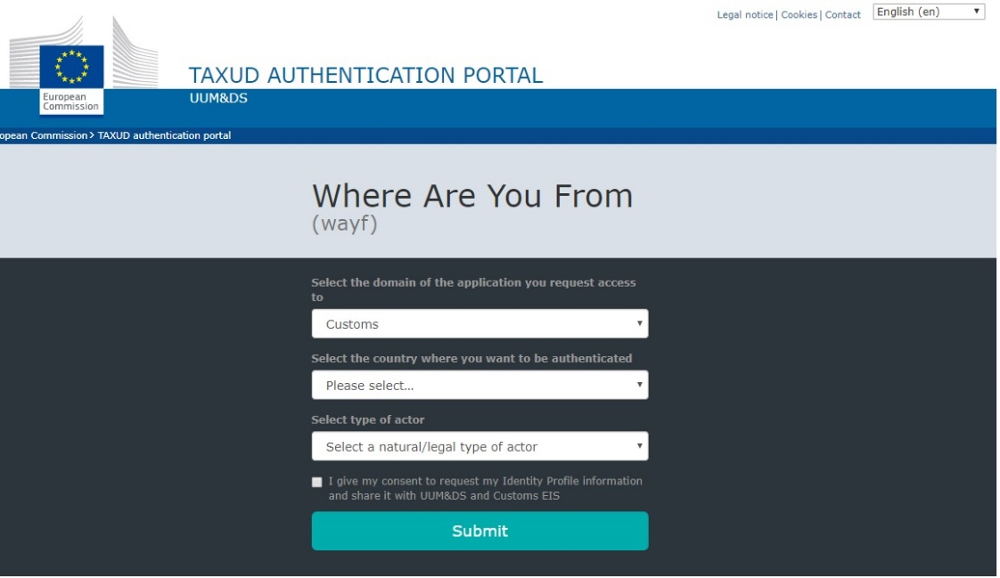 Legal notice | Cookies | Contact English (en)
TAXUD AUTHENTICATION PORTAL
European
Commission
UUM&DS
opean Commission > TAXUD authentication portal
Where Are You From
(wayf)
Select the domain of the application you request access
to
Customs
Select the country where you want to be authenticated
Please select...
Select type of actor
Select a natural/legal type of actor
I give my consent to request my Identity Profile information
and share it with UUM&DS and Customs EIS
Submit